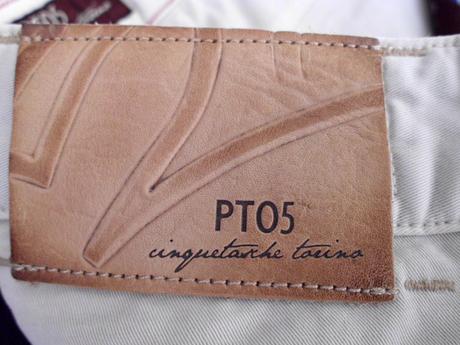 PT05
cinquetasche torino